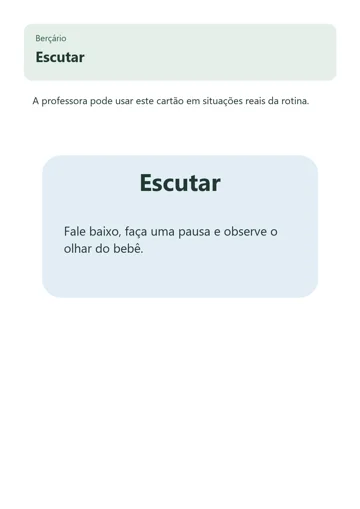 Berçário
Escutar
A professora pode usar este cartão em situações reais da rotina.
Escutar
Fale baixo, faça uma pausa e observe o
olhar do bebê.